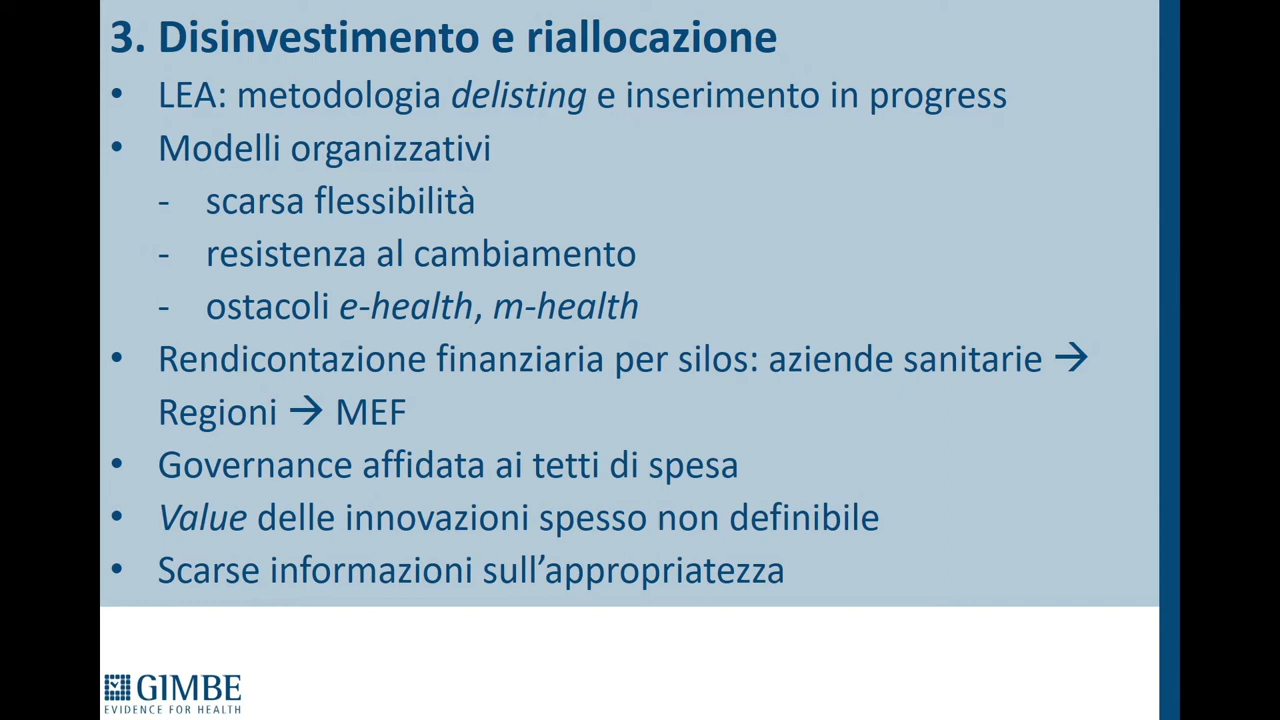 3. Disinvestimento e riallocazione
• LEA: metodologia delisting e inserimento in progress
• Modelli organizzativi
- scarsa flessibilità
- resistenza al cambiamento
- ostacoli e-health, m-health
• Rendicontazione finanziaria per silos: aziende sanitarie →
Regioni → MEF
• Governance affidata ai tetti di spesa
• Value delle innovazioni spesso non definibile
• Scarse informazioni sull’appropriatezza
GIMBE
EVIDENCE FOR HEALTH